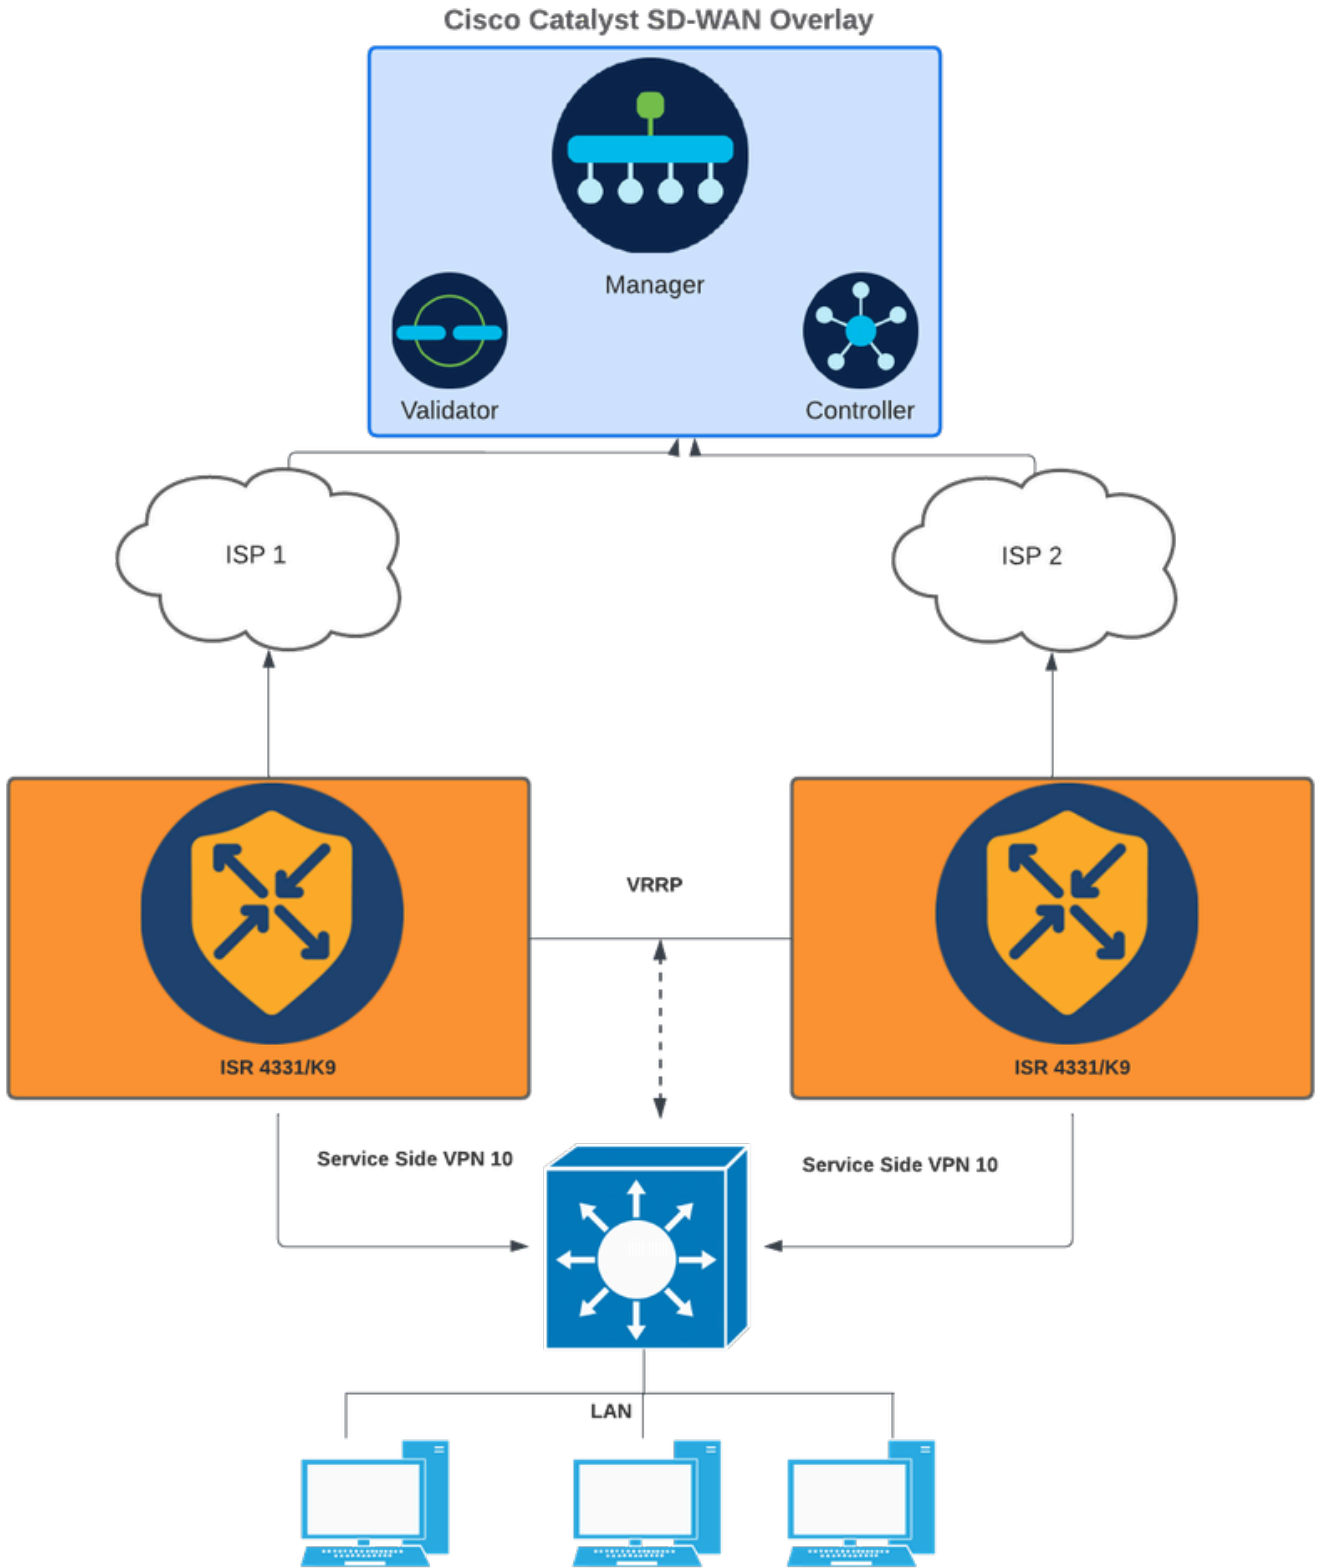 Cisco Catalyst SD-WAN Overlay
Manager
Validator
Controller
ISP 1
ISP 2
VRRP
ISR 4331/K9
ISR 4331/K9
Service Side VPN 10
Service Side VPN 10
LAN